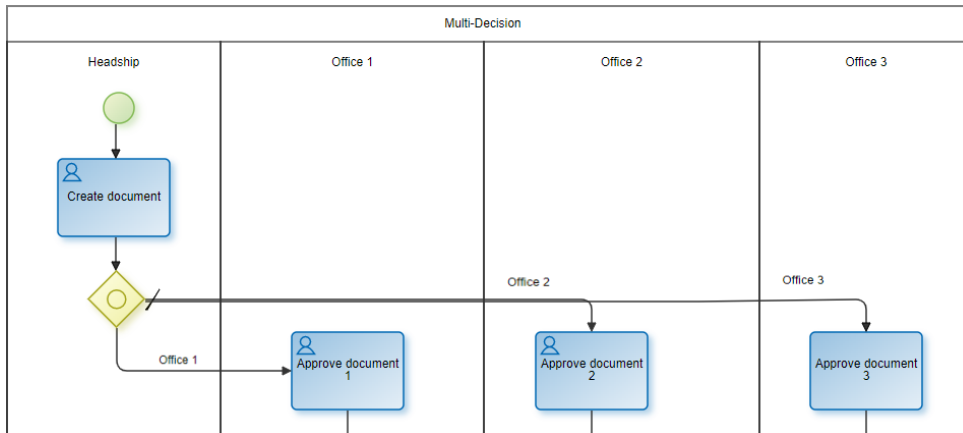 Multi-Decision
Headship
Office 1
Office 2
Office 3
Create document
Office 2
Office 3
Office 1
Approve document
1
Approve document
2
Approve document
3